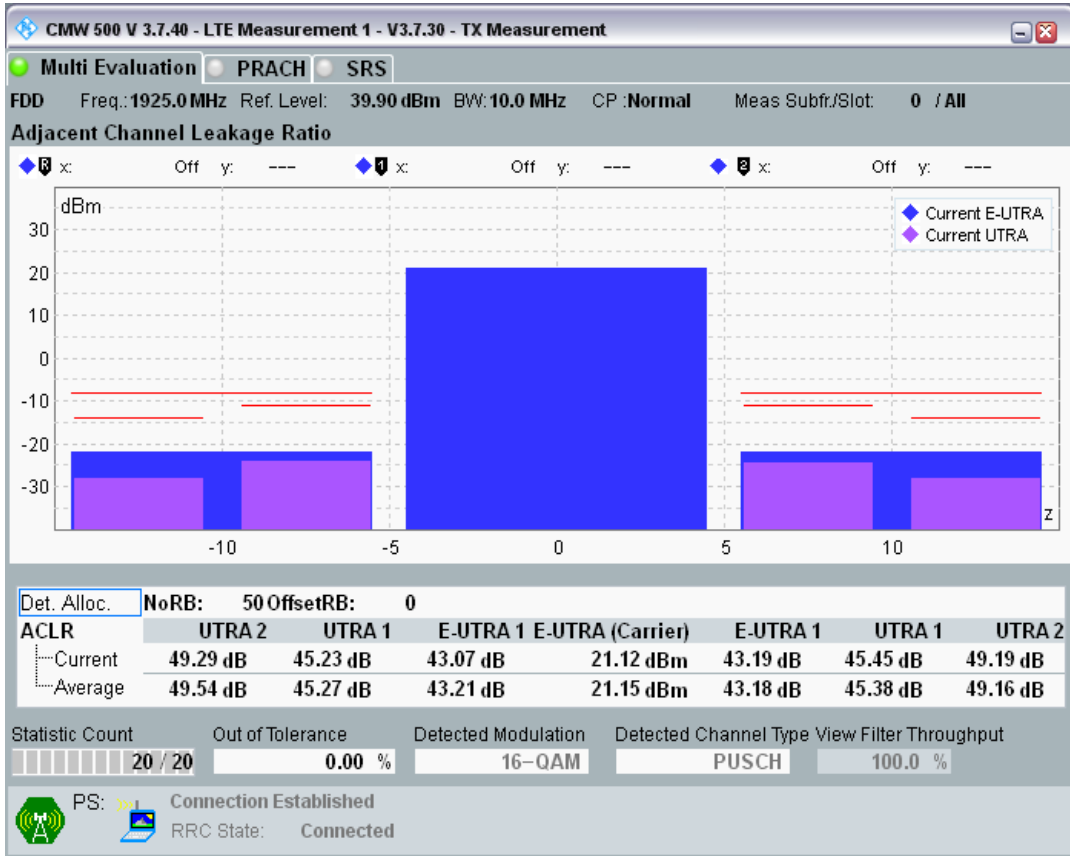 CMW 500 V 3.7.40 - LTE Measurement 1 - V3.7.30 - TX Measurement
Multi Evaluation PRACH SRS
FDD Freq.: 1925.0 MHz Ref. Level: 39.90 dBm BW: 10.0 MHz CP :Normal Meas Subfr./Slot: 0 / All
Adjacent Channel Leakage Ratio
R x: Off y: --- 1 x: Off y: --- 2 x: Off y: ---
dBm
Current E-UTRA
Current UTRA
30
20
10
0
-10
-20
-30
z
-10 -5 0 5 10
Det. Alloc. NoRB: 50 OffsetRB: 0
ACLR UTRA 2 UTRA 1 E-UTRA 1 E-UTRA (Carrier) E-UTRA 1 UTRA 1 UTRA 2
Current 49.29 dB 45.23 dB 43.07 dB 21.12 dBm 43.19 dB 45.45 dB 49.19 dB
Average 49.54 dB 45.27 dB 43.21 dB 21.15 dBm 43.18 dB 45.38 dB 49.16 dB
Statistic Count Out of Tolerance Detected Modulation Detected Channel Type View Filter Throughput
20 / 20 0.00 % 16-QAM PUSCH 100.0 %
PS: Connection Established
RRC State: Connected